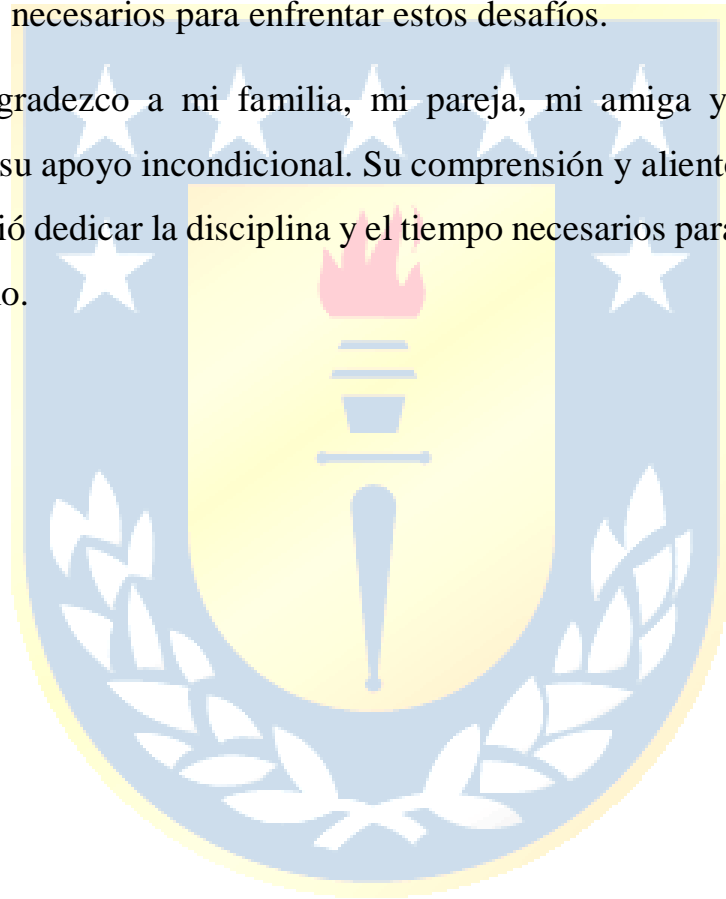 necesarios para enfrentar estos desafíos.
gradezco a mi familia, mi pareja, mi amiga y
su apoyo incondicional. Su comprensión y aliento
ió dedicar la disciplina y el tiempo necesarios para
o.